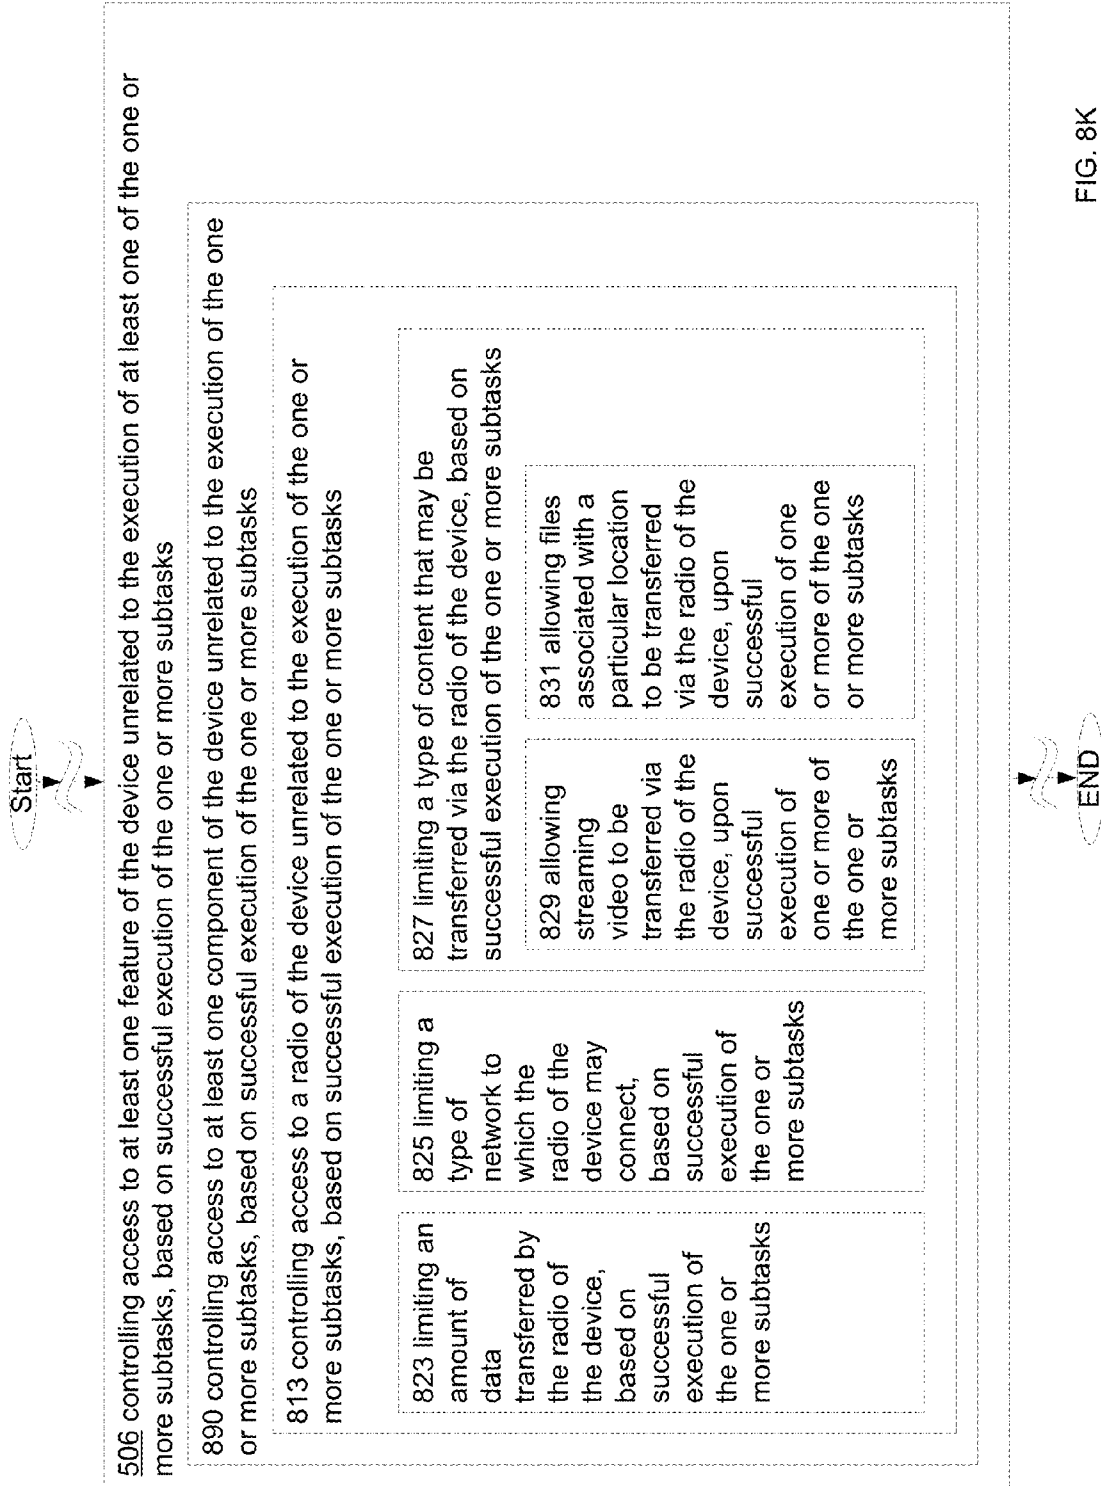 Start
506 controlling access to at least one feature of the device unrelated to the execution of at least one of the one or
more subtasks, based on successful execution of the one or more subtasks
890 controlling access to at least one component of the device unrelated to the execution of the one
or more subtasks, based on successful execution of the one or more subtasks
813 controlling access to a radio of the device unrelated to the execution of the one or
more subtasks, based on successful execution of the one or more subtasks
823 limiting an
amount of
data
transferred by
the radio of
the device,
based on
successful
execution of
the one or
more subtasks
825 limiting a
type of
network to
which the
radio of the
device may
connect,
based on
successful
execution of
the one or
more subtasks
827 limiting a type of content that may be
transferred via the radio of the device, based on
successful execution of the one or more subtasks
829 allowing
streaming
video to be
transferred via
the radio of the
device, upon
successful
execution of
one or more of
the one or
more subtasks
831 allowing files
associated with a
particular location
to be transferred
via the radio of the
device, upon
successful
execution of one
or more of the one
or more subtasks
END
FIG. 8K